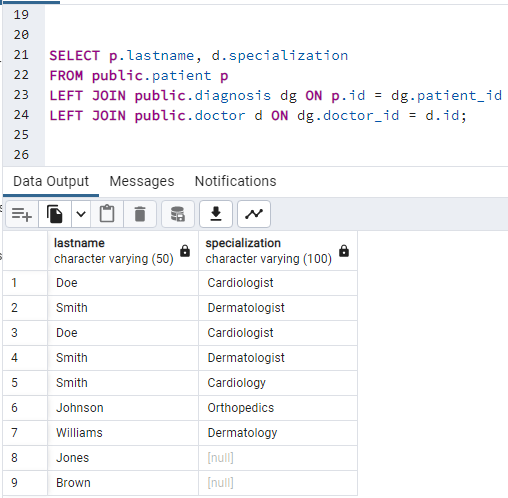 19
20
21 SELECT p.lastname, d.specialization
22 FROM public.patient p
23 LEFT JOIN public.diagnosis dg ON p.id = dg.patient_id
24 LEFT JOIN public.doctor d ON dg.doctor_id = d.id;
25
26
Data Output Messages Notifications
lastname specialization
character varying (50) character varying (100)
1 Doe Cardiologist
2 Smith Dermatologist
3 Doe Cardiologist
4 Smith Dermatologist
5 Smith Cardiology
6 Johnson Orthopedics
7 Williams Dermatology
8 Jones [null]
9 Brown [null]